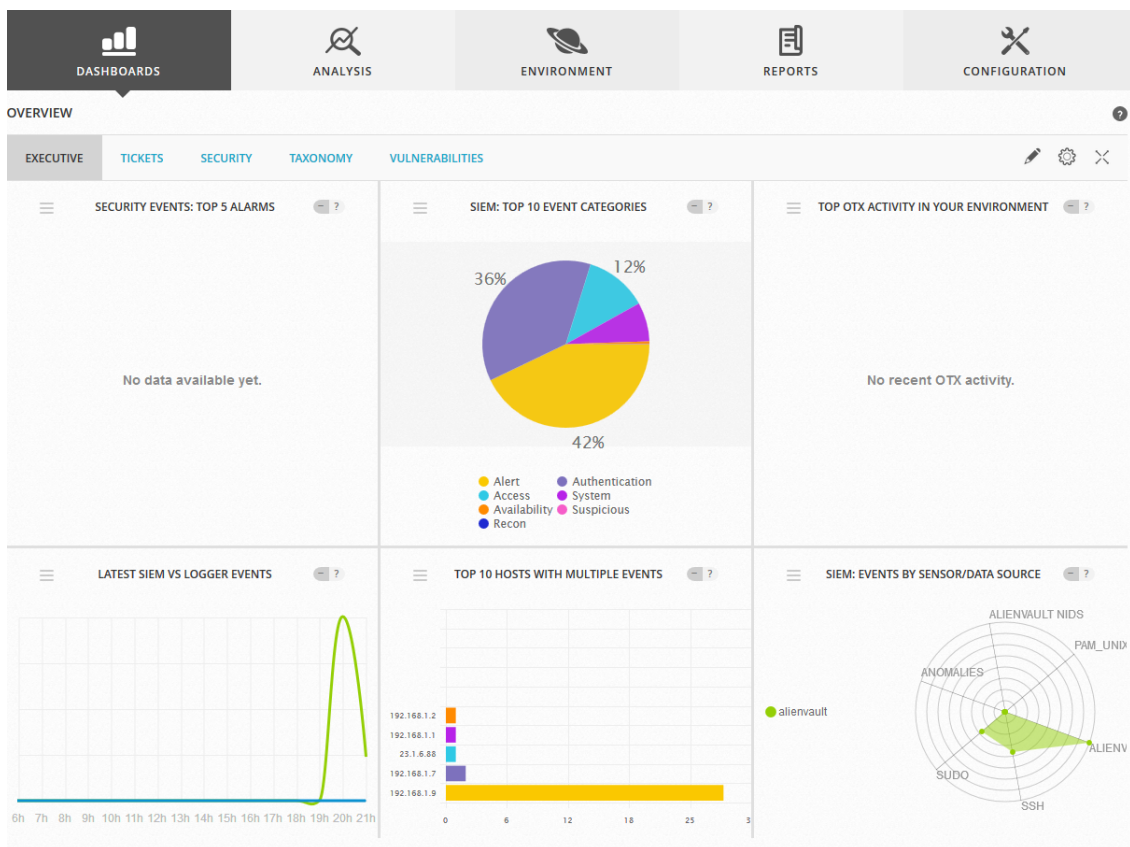 DASHBOARDS
ANALYSIS
ENVIRONMENT
REPORTS
CONFIGURATION
OVERVIEW
?
EXECUTIVE TICKETS SECURITY TAXONOMY VULNERABILITIES
SECURITY EVENTS: TOP 5 ALARMS – ?
No data available yet.
SIEM: TOP 10 EVENT CATEGORIES – ?
36%
12%
42%
Alert Authentication
Access System
Availability Suspicious
Recon
TOP OTX ACTIVITY IN YOUR ENVIRONMENT – ?
No recent OTX activity.
LATEST SIEM VS LOGGER EVENTS – ?
6h 7h 8h 9h 10h 11h 12h 13h 14h 15h 16h 17h 18h 19h 20h 21h
TOP 10 HOSTS WITH MULTIPLE EVENTS – ?
192.168.1.2
192.168.1.1
23.1.6.88
192.168.1.7
192.168.1.9
0 6 12 18 25 3
SIEM: EVENTS BY SENSOR/DATA SOURCE – ?
alienvault
ALIENVAULT NIDS
PAM_UNIX
ANOMALIES
ALIENV
SUDO
SSH